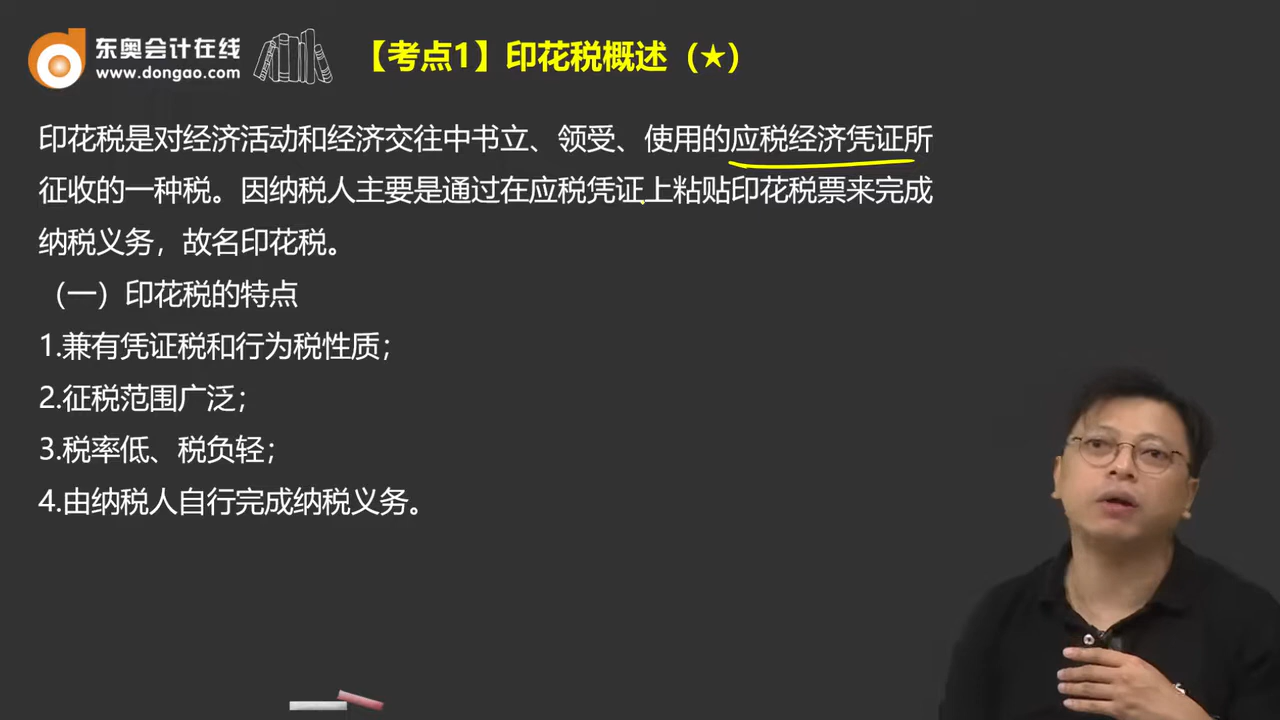 东奥会计在线
www.dongao.com
【考点1】印花税概述（★）
印花税是对经济活动和经济交往中书立、领受、使用的应税经济凭证所
征收的一种税。因纳税人主要是通过在应税凭证上粘贴印花税票来完成
纳税义务，故名印花税。
（一）印花税的特点
1.兼有凭证税和行为税性质；
2.征税范围广泛；
3.税率低、税负轻；
4.由纳税人自行完成纳税义务。